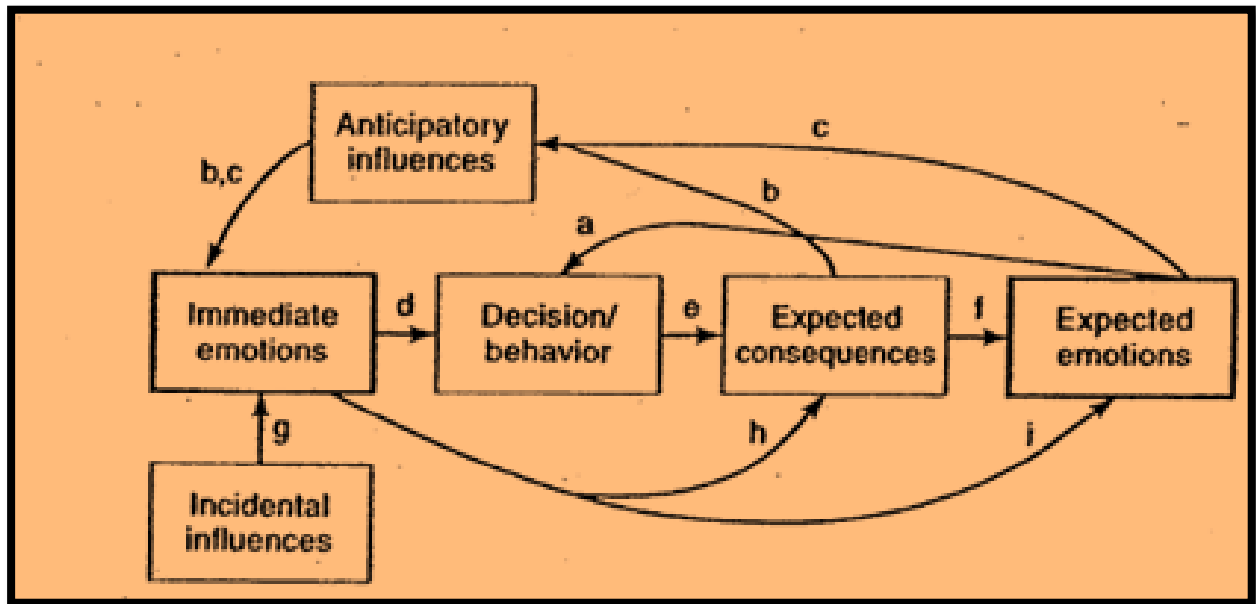 Anticipatory
influences
c
b,c
b
a
Immediate
emotions
d
Decision/
behavior
e
Expected
consequences
f
Expected
emotions
g
h
i
Incidental
influences